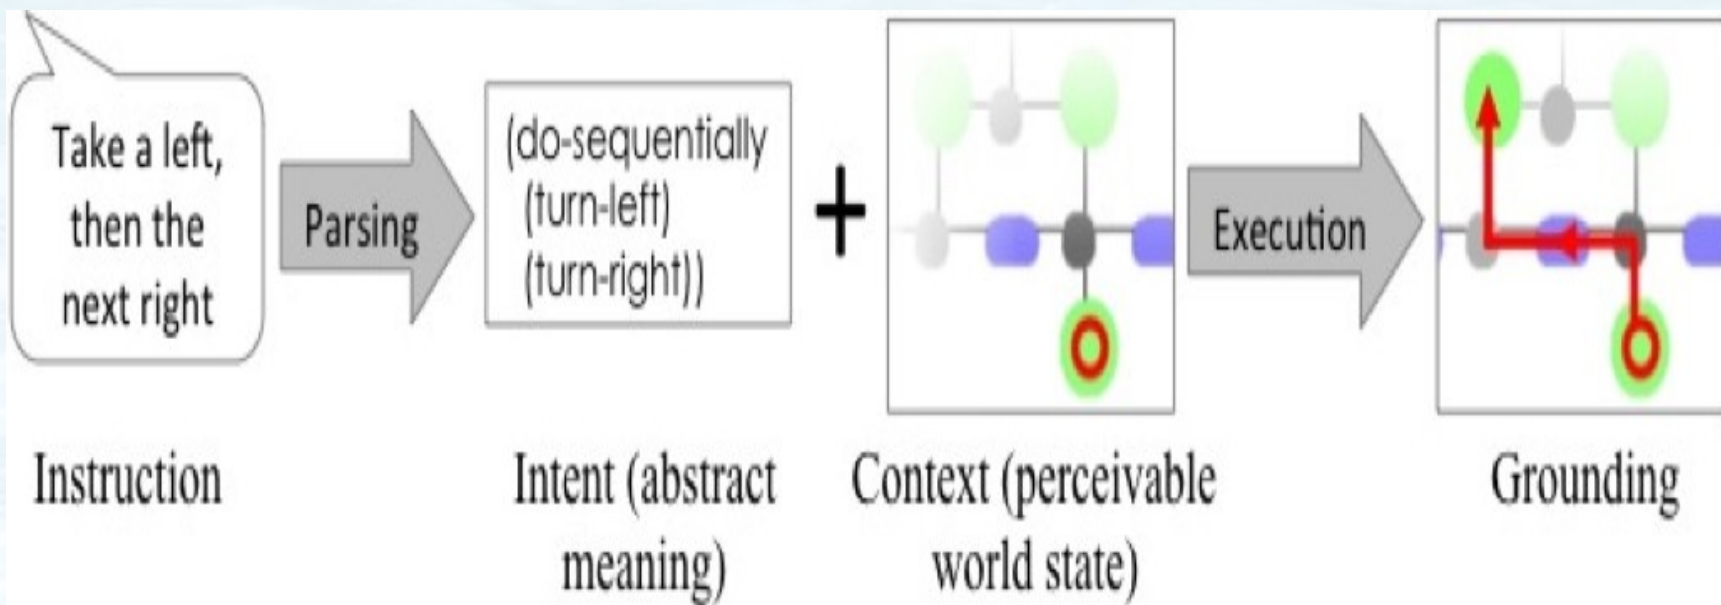 Take a left,
then the
next right
Parsing
(do-sequentially
(turn-left)
(turn-right))
+
Execution
Instruction
Intent (abstract
meaning)
Context (perceivable
world state)
Grounding